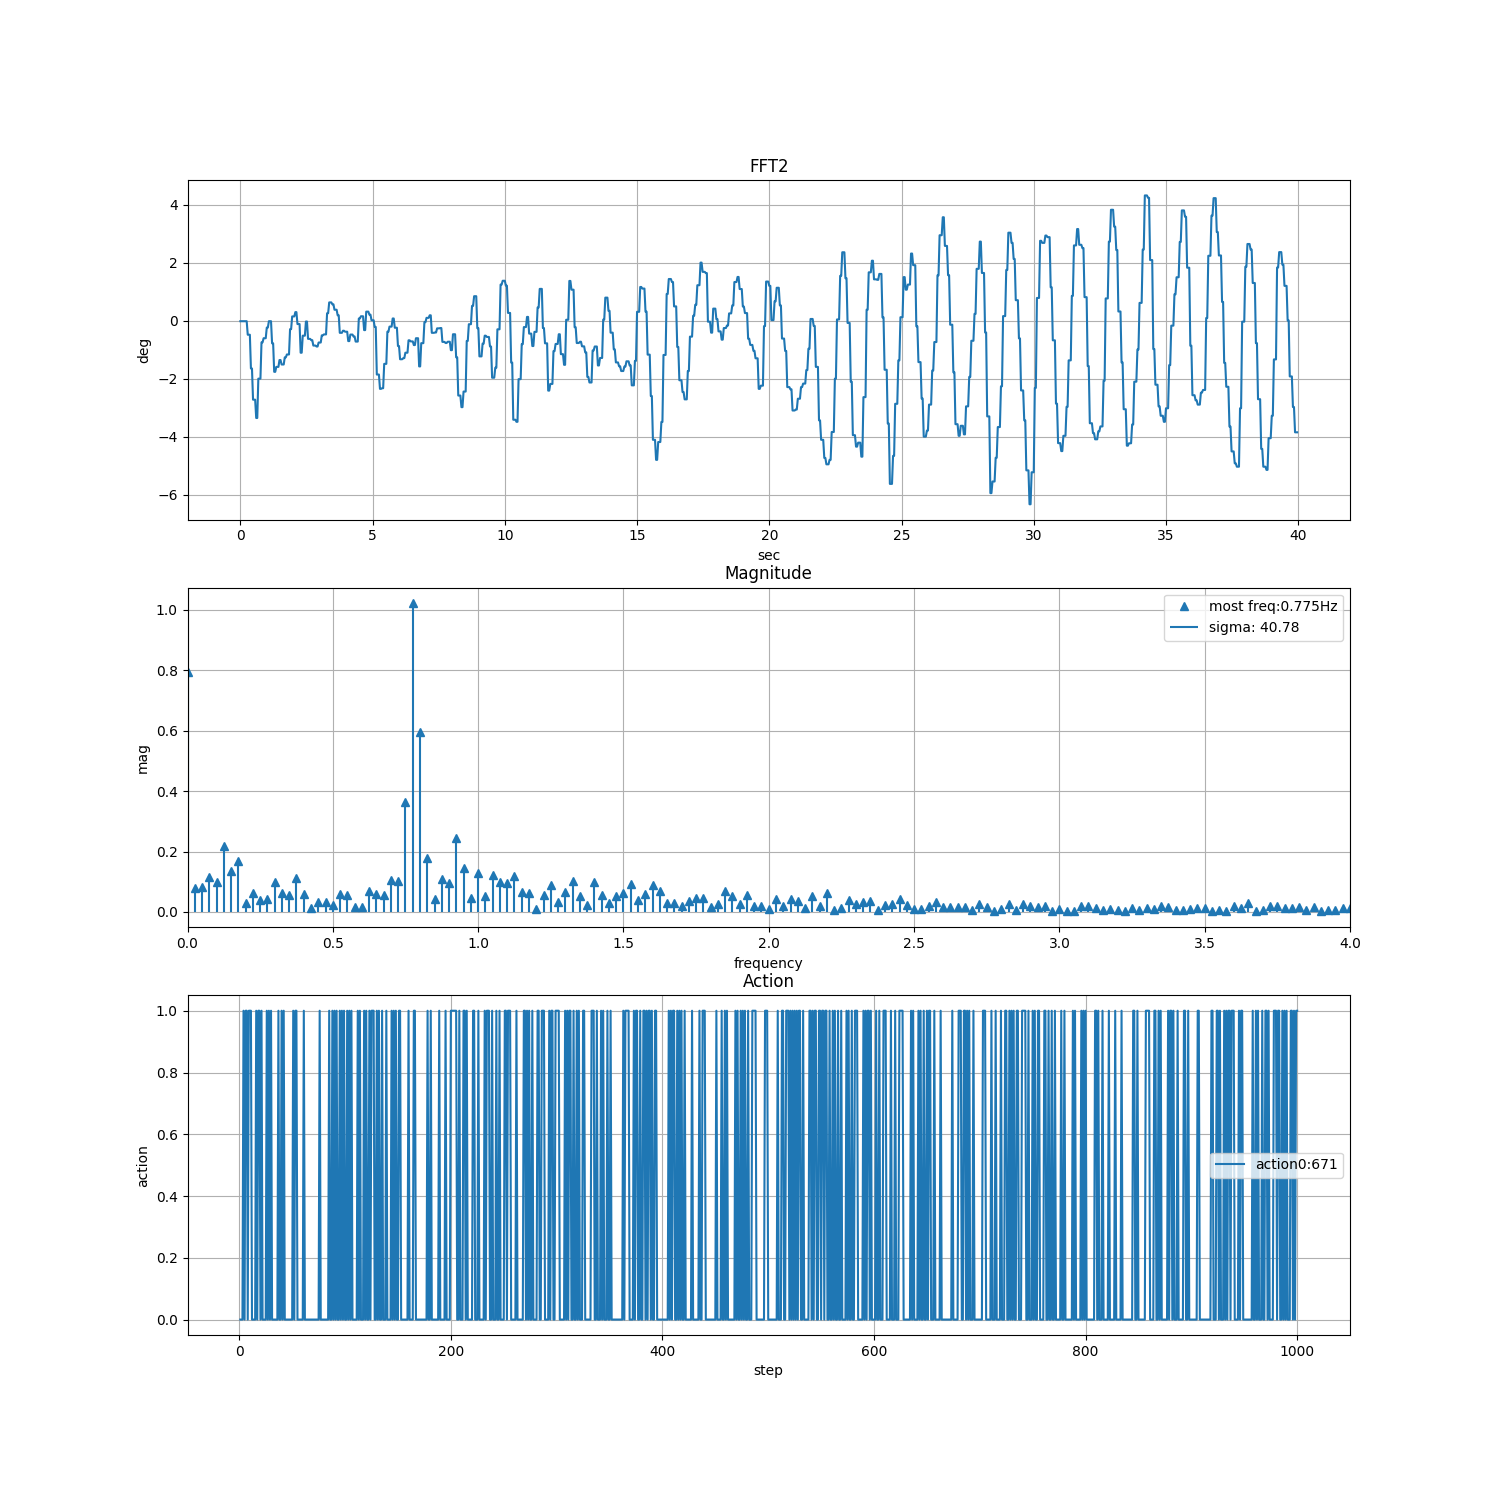 FFT2
4
2
0
−2
−4
−6
deg
0 5 10 15 20 25 30 35 40
sec
Magnitude
1.0
0.8
0.6
0.4
0.2
0.0
mag
most freq:0.775Hz
sigma: 40.78
0.0 0.5 1.0 1.5 2.0 2.5 3.0 3.5 4.0
frequency
Action
1.0
0.8
0.6
0.4
0.2
0.0
action
action0:671
0 200 400 600 800 1000
step